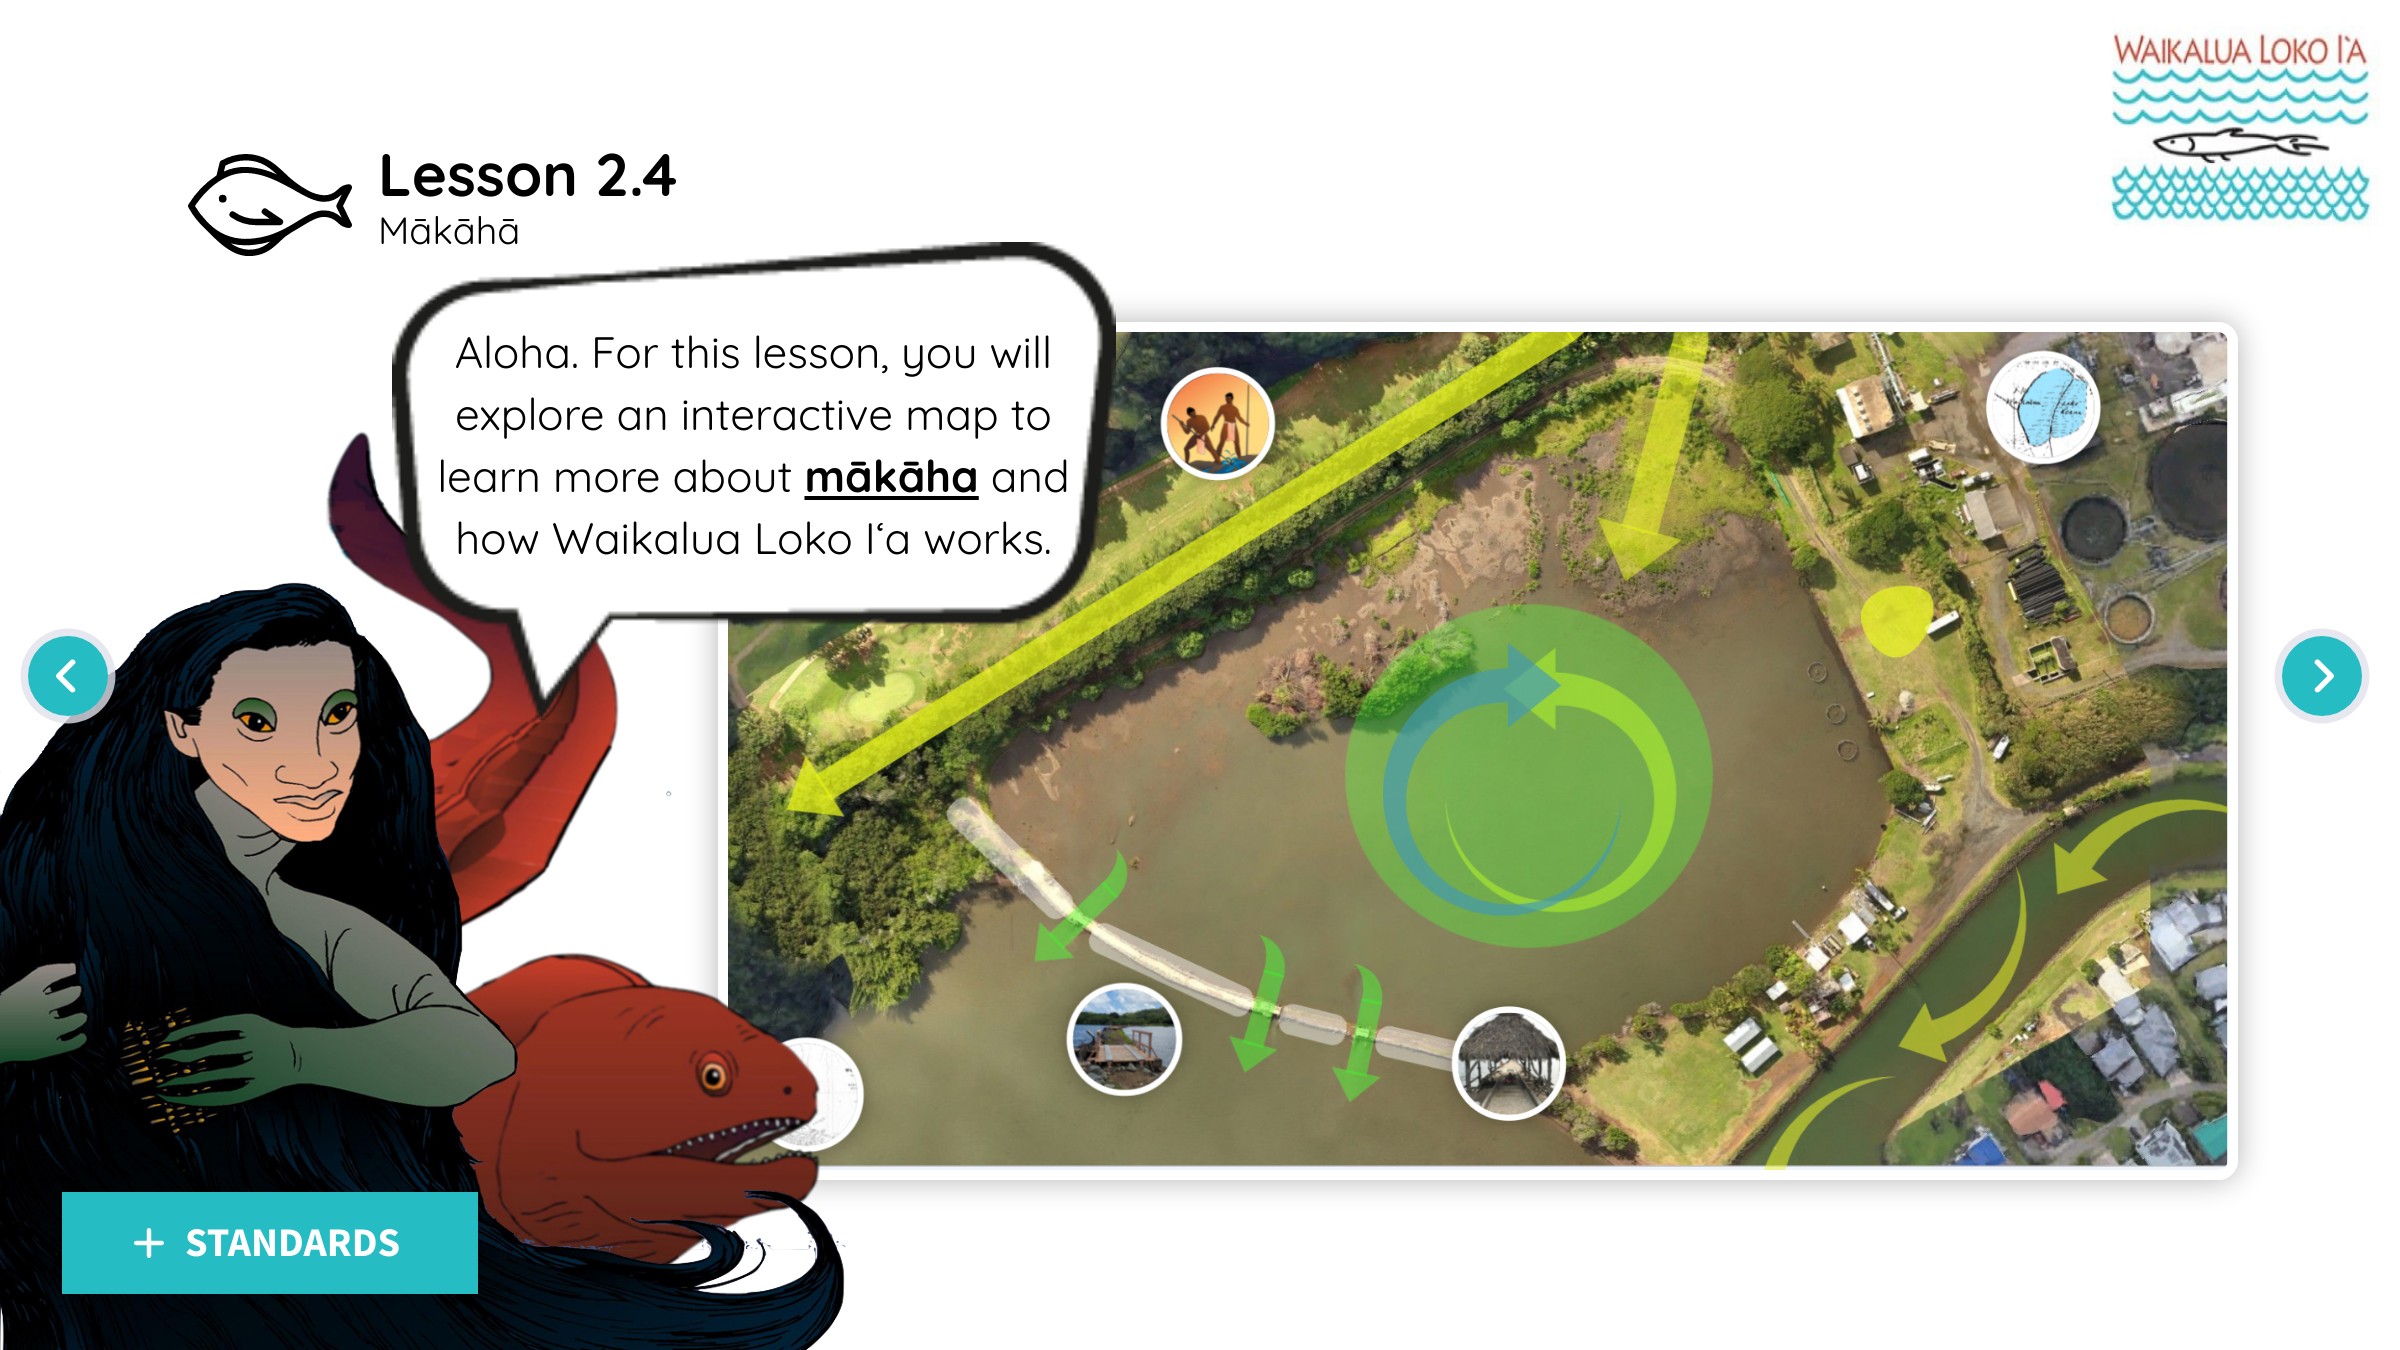 WAIKALUA LOKO I'A
Lesson 2.4
Mākāhā
Aloha. For this lesson, you will
explore an interactive map to
learn more about mākāha and
how Waikalua Loko I‘a works.
+ STANDARDS